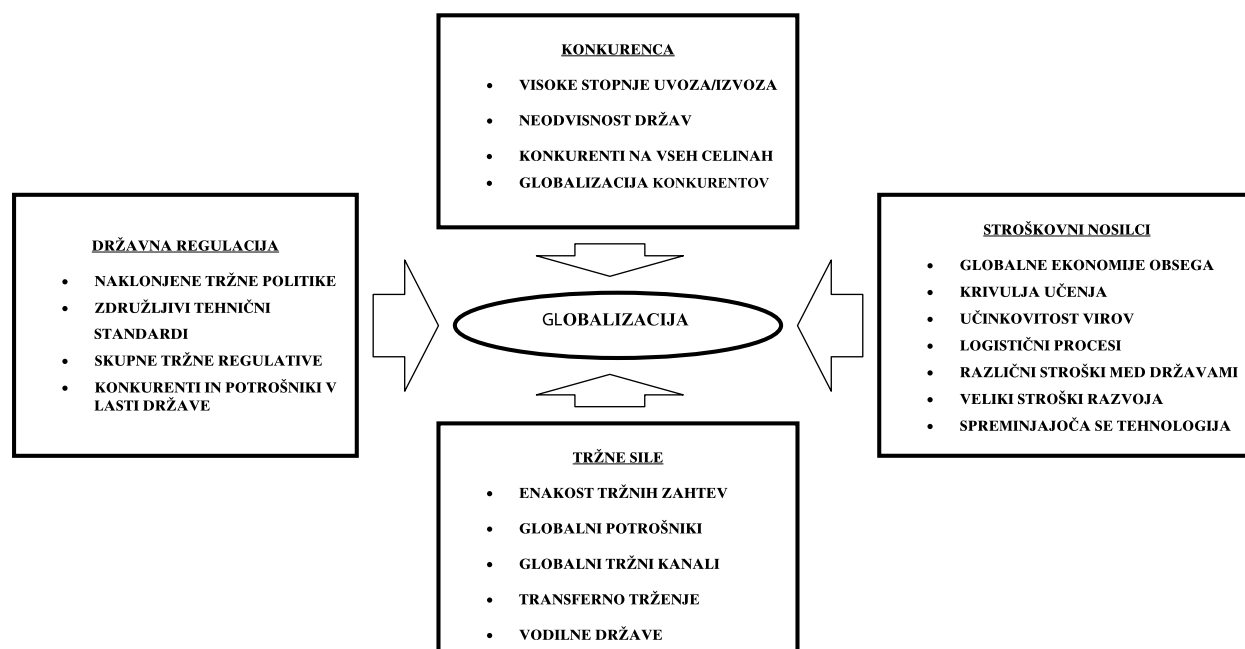 KONKURENCA
• VISOKE STOPNJE UVOZA/IZVOZA
• NEODVISNOST DRŽAV
• KONKURENTI NA VSEH CELINAH
• GLOBALIZACIJA KONKURENTOV
DRŽAVNA REGULACIJA
• NAKLONJENE TRŽNE POLITIKE
• ZDRUŽLJIVI TEHNIČNI
STANDARDI
• SKUPNE TRŽNE REGULATIVE
• KONKURENTI IN POTROŠNIKI V
LASTI DRŽAVE
GLOBALIZACIJA
STROŠKOVNI NOSILCI
• GLOBALNE EKONOMIJE OBSEGA
• KRIVULJA UČENJA
• UČINKOVITOST VIROV
• LOGISTIČNI PROCESI
• RAZLIČNI STROŠKI MED DRŽAVAMI
• VELIKI STROŠKI RAZVOJA
• SPREMINJAJOČA SE TEHNOLOGIJA
TRŽNE SILE
• ENAKOST TRŽNIH ZAHTEV
• GLOBALNI POTROŠNIKI
• GLOBALNI TRŽNI KANALI
• TRANSFERNO TRŽENJE
• VODILNE DRŽAVE